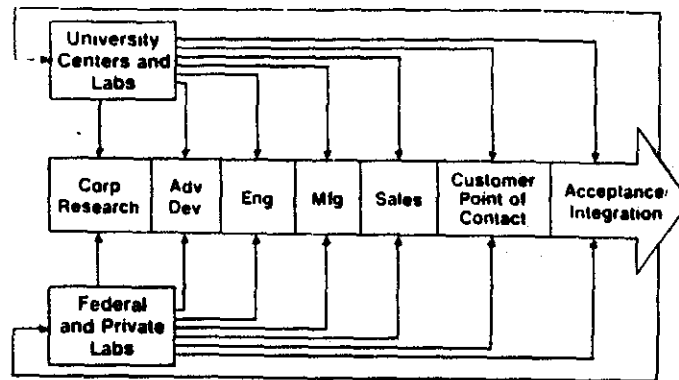 University
Centers and
Labs
Corp
Research
Adv
Dev
Eng
Mfg
Sales
Customer
Point of
Contact
Acceptance/
Integration
Federal
and Private
Labs